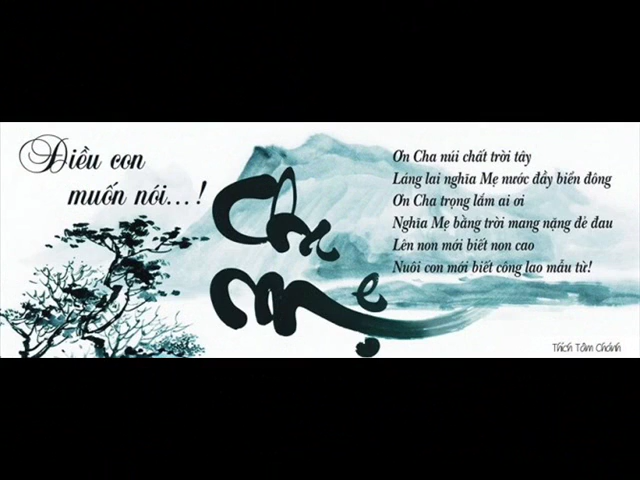 Điều con
muốn nói...!
Cha
Mẹ
Ơn Cha núi chất trời tây
Láng lai nghĩa Mẹ mước đầy biển đông
Ơn Cha trọng lắm ai ơi
Nghĩa Mẹ bằng trời mang nặng đẻ đau
Lên non mới biết non cao
Nuôi con mới biết công lao mẫu từ!
Thích Tâm Chánh